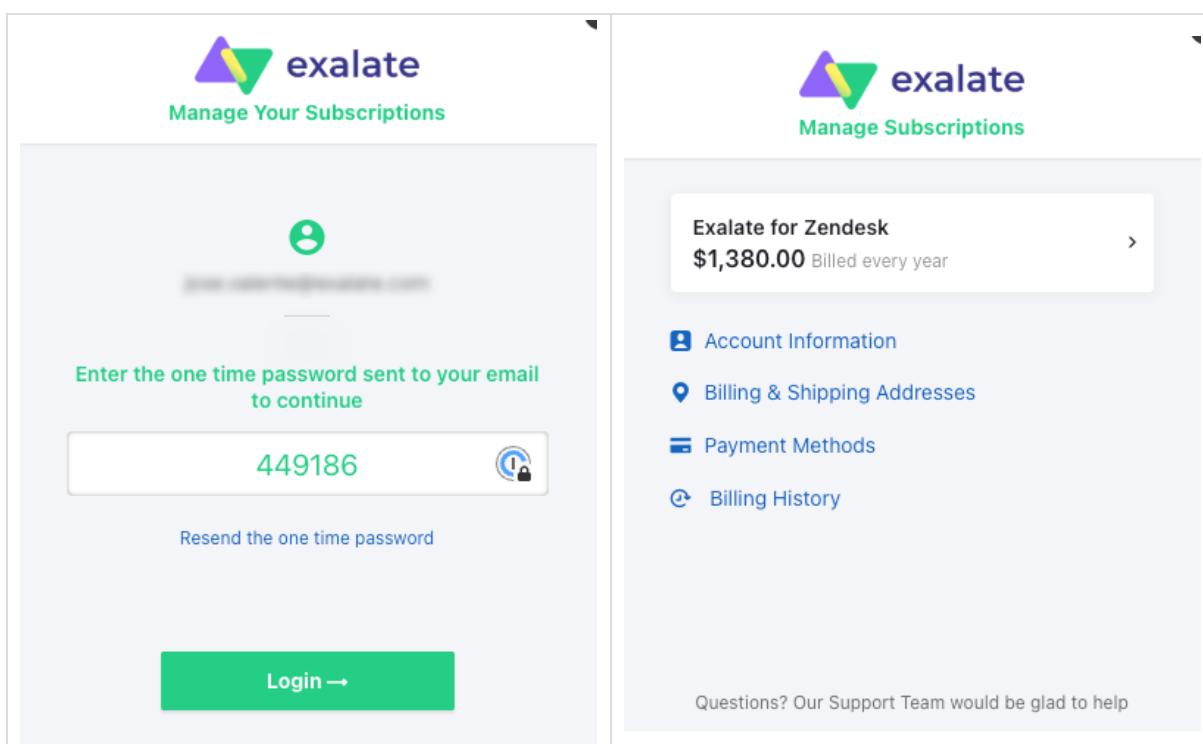 exalate
Manage Your Subscriptions
Enter the one time password sent to your email
to continue
449186
Resend the one time password
Login →
exalate
Manage Subscriptions
Exalate for Zendesk
$1,380.00 Billed every year
Account Information
Billing & Shipping Addresses
Payment Methods
Billing History
Questions? Our Support Team would be glad to help